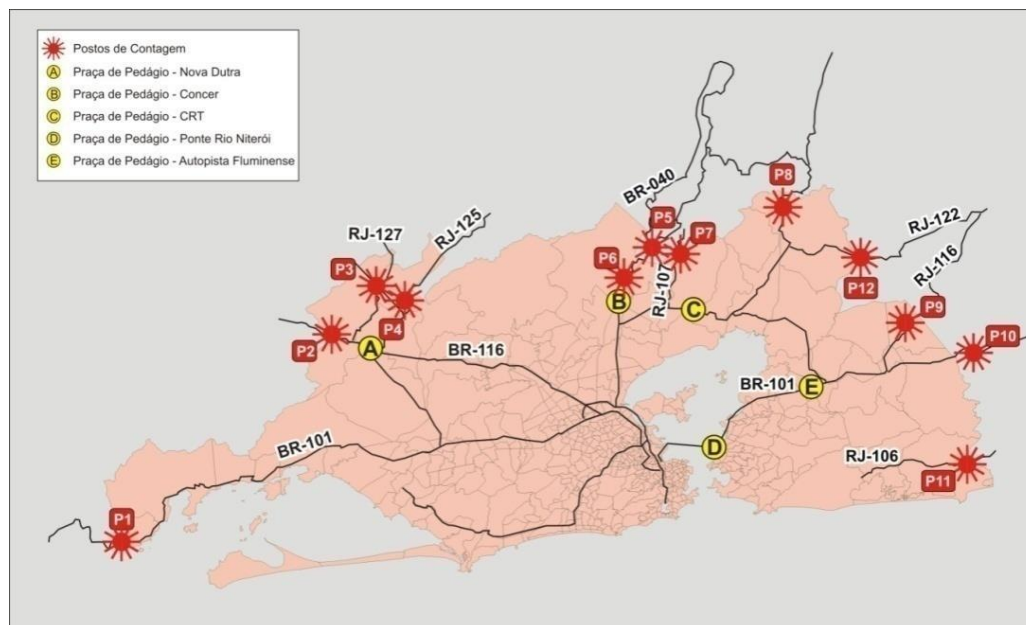 Postos de Contagem
A Praça de Pedágio - Nova Dutra
B Praça de Pedágio - Concer
C Praça de Pedágio - CRT
D Praça de Pedágio - Ponte Rio Niterói
E Praça de Pedágio - Autopista Fluminense
P8
BR-040
P5
RJ-122
RJ-125
P7
RJ-127
P6
RJ-107
RJ-116
P3
P12
B
C
P9
P4
P2
A
P10
BR-116
BR-101
E
D
BR-101
RJ-106
P11
P1